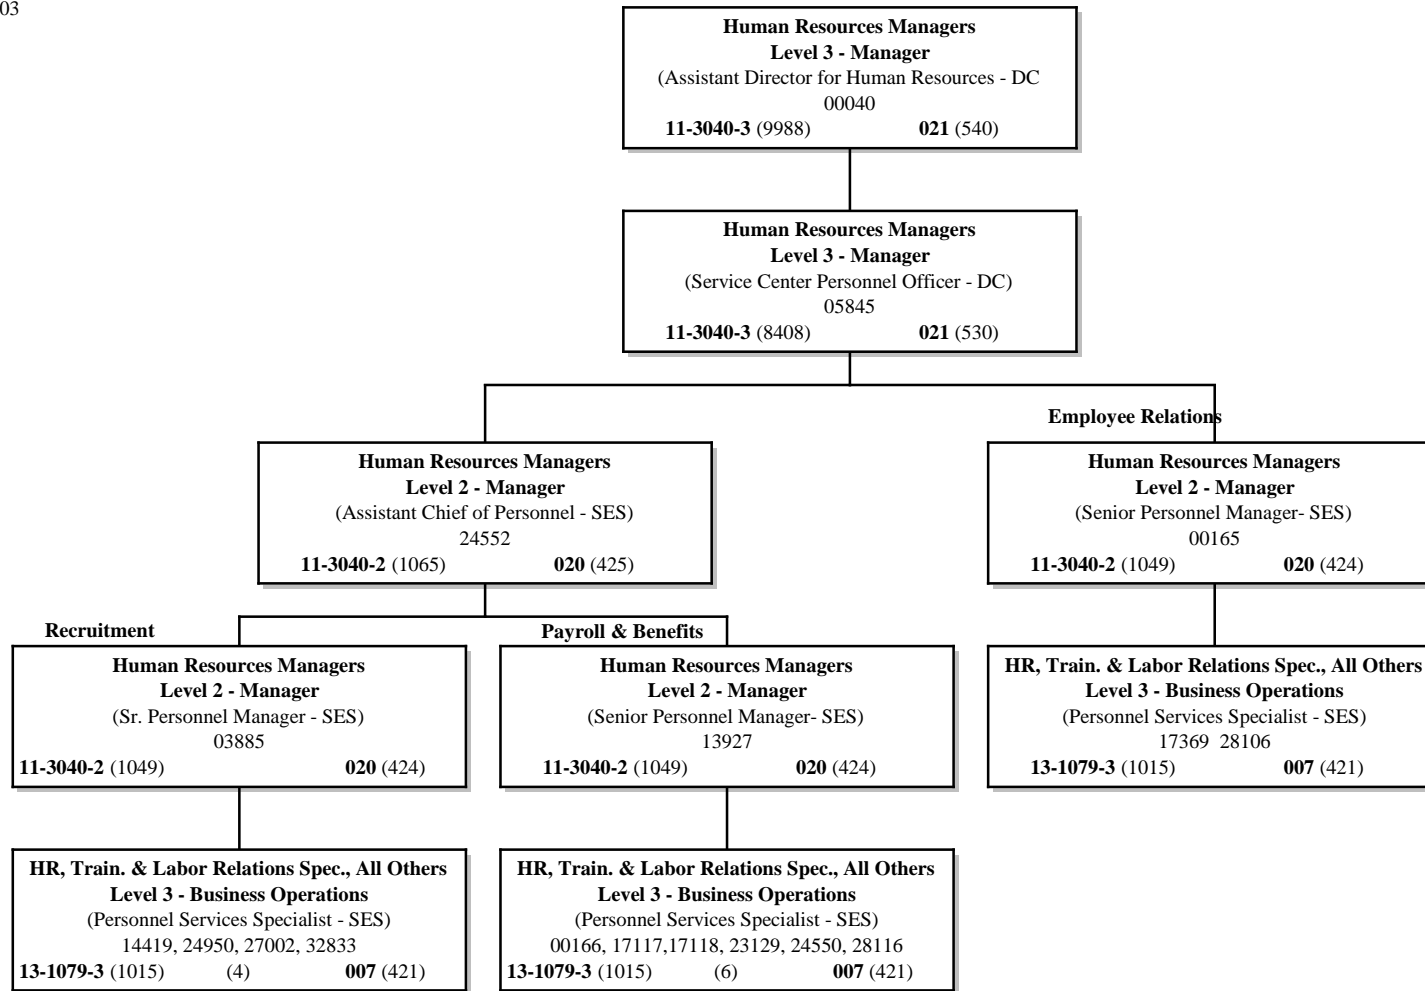 03
Human Resources Managers
Level 3 - Manager
(Assistant Director for Human Resources - DC
00040
11-3040-3 (9988) 021 (540)
Human Resources Managers
Level 3 - Manager
(Service Center Personnel Officer - DC)
05845
11-3040-3 (8408) 021 (530)
Human Resources Managers
Level 2 - Manager
(Assistant Chief of Personnel - SES)
24552
11-3040-2 (1065) 020 (425)
Employee Relations
Human Resources Managers
Level 2 - Manager
(Senior Personnel Manager- SES)
00165
11-3040-2 (1049) 020 (424)
Recruitment
Human Resources Managers
Level 2 - Manager
(Sr. Personnel Manager - SES)
03885
11-3040-2 (1049) 020 (424)
Payroll & Benefits
Human Resources Managers
Level 2 - Manager
(Senior Personnel Manager- SES)
13927
11-3040-2 (1049) 020 (424)
HR, Train. & Labor Relations Spec., All Others
Level 3 - Business Operations
(Personnel Services Specialist - SES)
17369 28106
13-1079-3 (1015) 007 (421)
HR, Train. & Labor Relations Spec., All Others
Level 3 - Business Operations
(Personnel Services Specialist - SES)
14419, 24950, 27002, 32833
13-1079-3 (1015) (4) 007 (421)
HR, Train. & Labor Relations Spec., All Others
Level 3 - Business Operations
(Personnel Services Specialist - SES)
00166, 17117,17118, 23129, 24550, 28116
13-1079-3 (1015) (6) 007 (421)